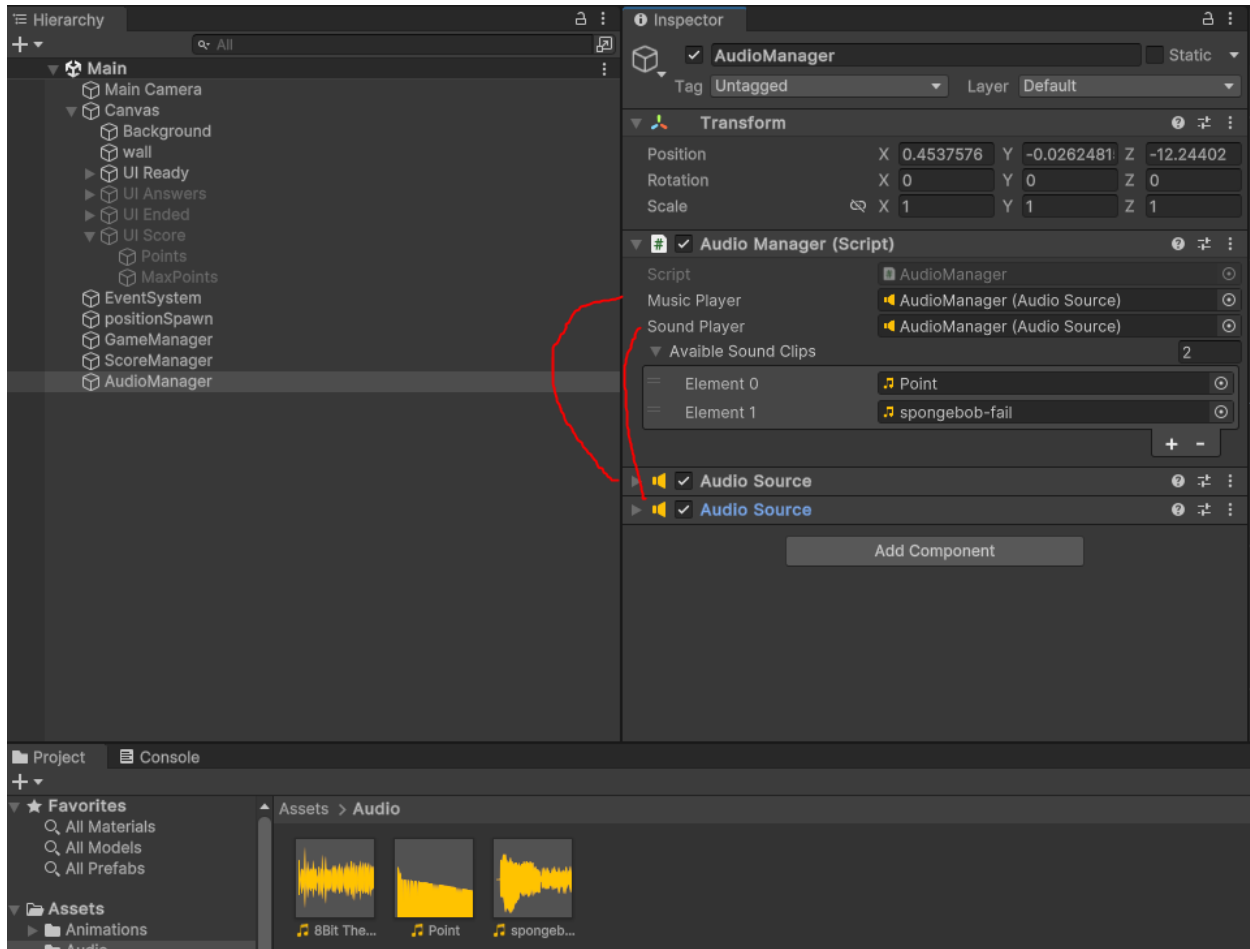 Hierarchy
All
Main
Main Camera
Canvas
Background
wall
UI Ready
UI Answers
UI Ended
UI Score
Points
MaxPoints
EventSystem
positionSpawn
GameManager
ScoreManager
AudioManager
Inspector
AudioManager Static
Tag Untagged Layer Default
Transform
Position X 0.4537576 Y -0.0262481 Z -12.24402
Rotation X 0 Y 0 Z 0
Scale X 1 Y 1 Z 1
# Audio Manager (Script)
Script AudioManager
Music Player AudioManager (Audio Source)
Sound Player AudioManager (Audio Source)
Avaible Sound Clips 2
Element 0 Point
Element 1 spongebob-fail
+ -
Audio Source
Audio Source
Add Component
Project Console
Favorites
All Materials
All Models
All Prefabs
Assets
Animations
Audio
Assets > Audio
8Bit The... Point spongeb...